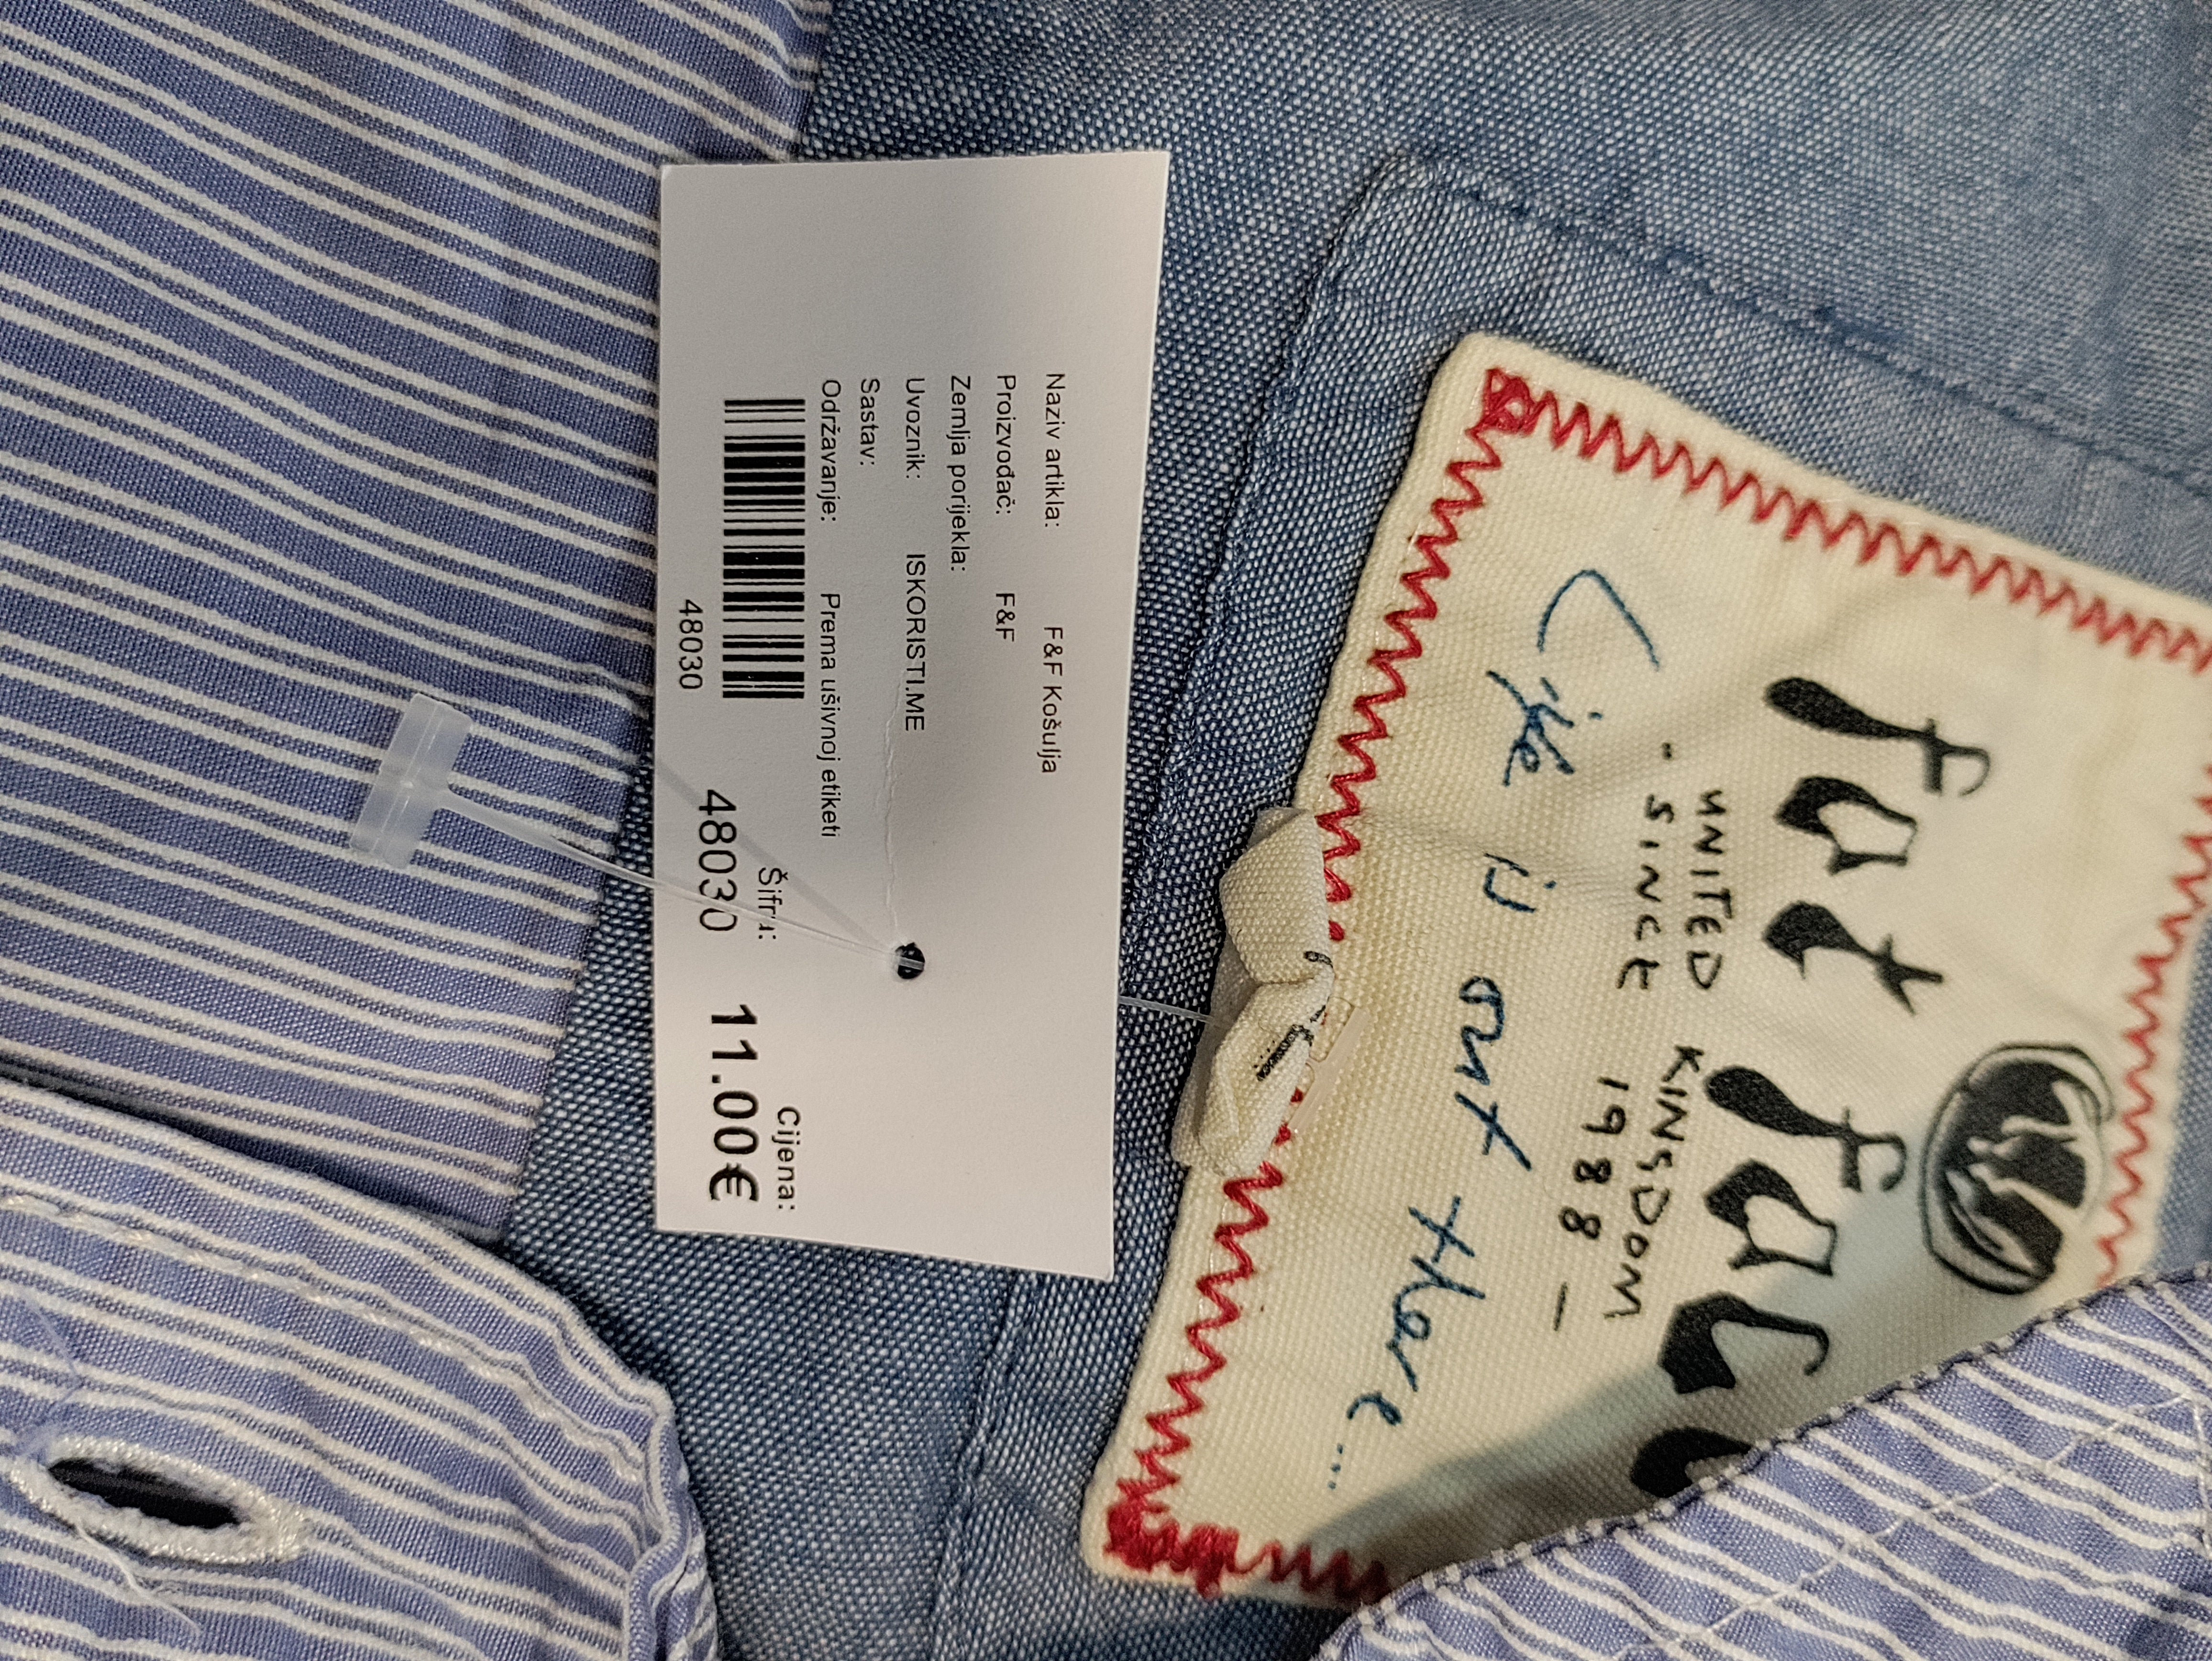 Naziv artikla: F&F Košulja
Proizvođač: F&F
Zemlja porijekla:
Uvoznik: ISKORISTI.ME
Sastav:
Održavanje: Prema ušivnoj etiketi
48030
Šifra:
48030
Cijena:
11.00€
fat face
UNITED KINGDOM
- SINCE 1988 -
Life is out there...